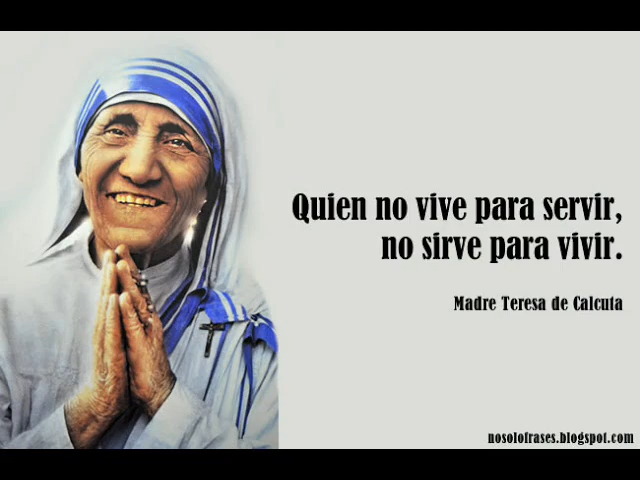 Quien no vive para servir,
no sirve para vivir.
Madre Teresa de Calcuta
nosolofrases.blogspot.com